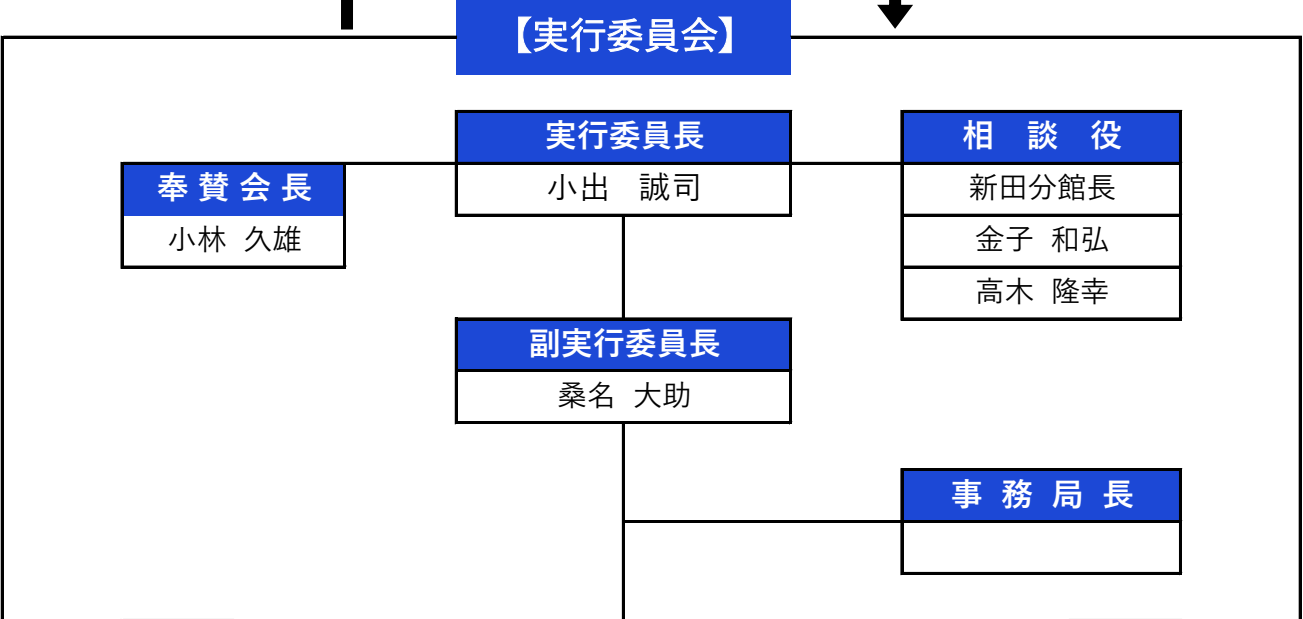 【実行委員会】
実行委員長
小出　誠司
相　談　役
新田分館長
金子 和弘
高木 隆幸
奉 賛 会 長
小林 久雄
副実行委員長
桑名 大助
事 務 局 長